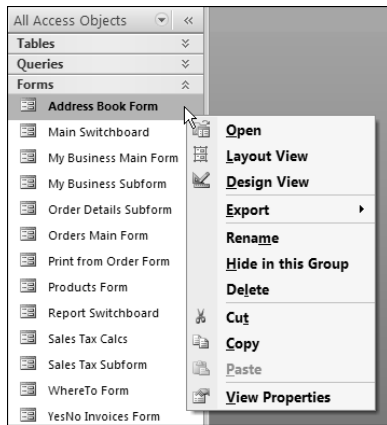 All Access Objects
Tables
Queries
Forms
Address Book Form
Main Switchboard
My Business Main Form
My Business Subform
Order Details Subform
Orders Main Form
Print from Order Form
Products Form
Report Switchboard
Sales Tax Calcs
Sales Tax Subform
WhereTo Form
YesNo Invoices Form
Open
Layout View
Design View
Export
Rename
Hide in this Group
Delete
Cut
Copy
Paste
View Properties